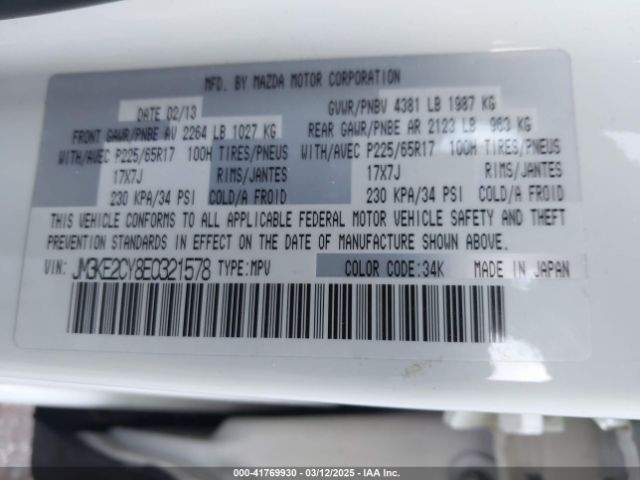 MFD. BY MAZDA MOTOR CORPORATION
DATE 02/13 GVWR/PNBV 4381 LB 1987 KG
FRONT GAWR/PNBE AV 2264 LB 1027 KG REAR GAWR/PNBE AR 2123 LB 963 KG
WITH/AVEC P225/65R17 100H TIRES/PNEUS WITH/AVEC P225/65R17 100H TIRES/PNEUS
17X7J RIMS/JANTES 17X7J RIMS/JANTES
230 KPA/34 PSI COLD/A FROID 230 KPA/34 PSI COLD/A FROID
THIS VEHICLE CONFORMS TO ALL APPLICABLE FEDERAL MOTOR VEHICLE SAFETY AND THEFT
PREVENTION STANDARDS IN EFFECT ON THE DATE OF MANUFACTURE SHOWN ABOVE.
VIN: JM3KE2CY8E0321578 TYPE:MPV COLOR CODE:34K MADE IN JAPAN
000-41769930 - 03/12/2025 - IAA Inc.